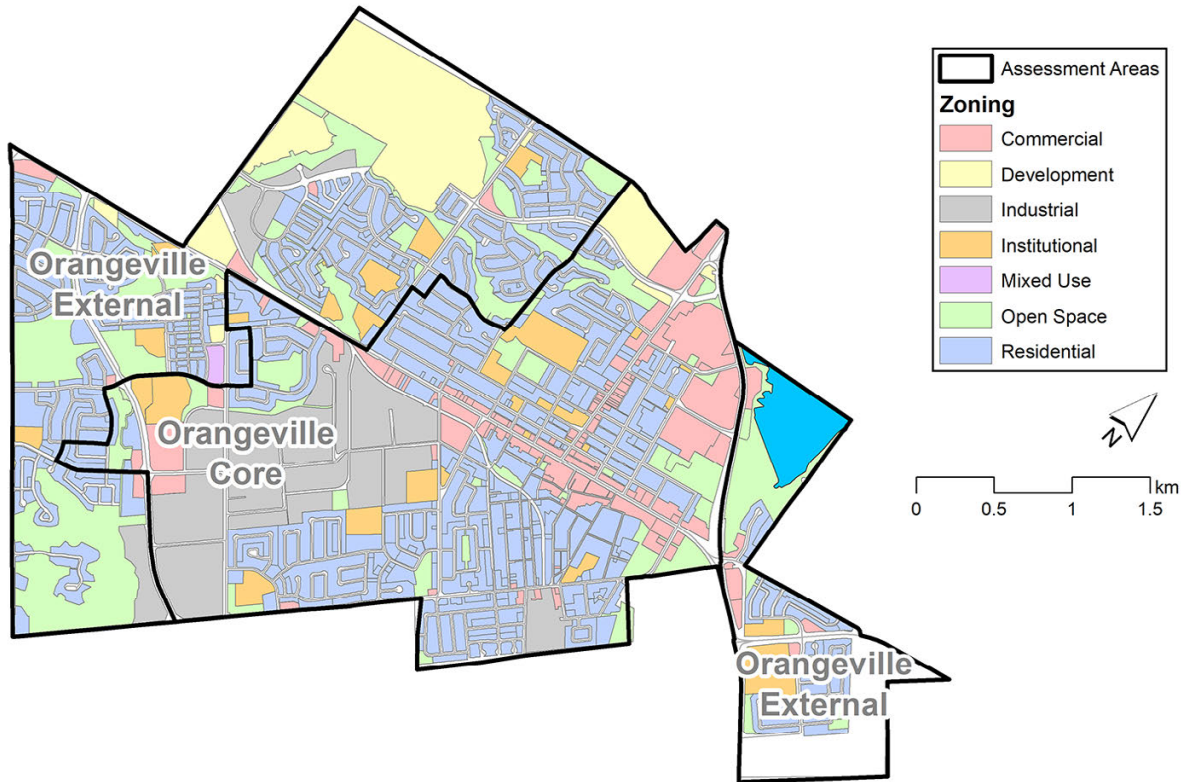 Assessment Areas
Zoning
Commercial
Development
Industrial
Institutional
Mixed Use
Open Space
Residential
N
0 0.5 1 1.5 km
Orangeville
External
Orangeville
Core
Orangeville
External